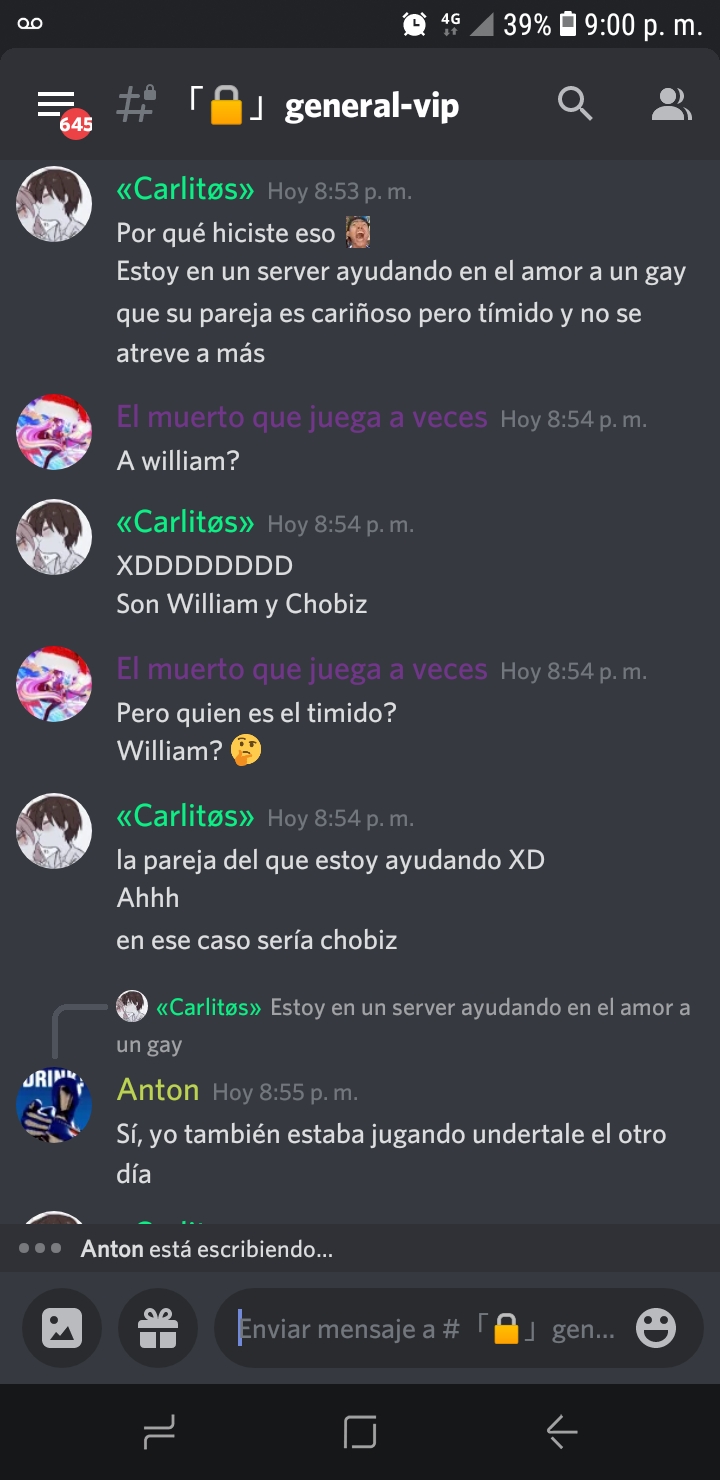 4G 39% 9:00 p. m.
645
「🔒」general-vip
«Carlitøs» Hoy 8:53 p. m.
Por qué hiciste eso
Estoy en un server ayudando en el amor a un gay
que su pareja es cariñoso pero tímido y no se
atreve a más
El muerto que juega a veces Hoy 8:54 p. m.
A william?
«Carlitøs» Hoy 8:54 p. m.
XDDDDDDDD
Son William y Chobiz
El muerto que juega a veces Hoy 8:54 p. m.
Pero quien es el timido?
William? 🤔
«Carlitøs» Hoy 8:54 p. m.
la pareja del que estoy ayudando XD
Ahhh
en ese caso sería chobiz
«Carlitøs» Estoy en un server ayudando en el amor a
un gay
DRINK
Anton Hoy 8:55 p. m.
Sí, yo también estaba jugando undertale el otro
día
Anton está escribiendo...
Enviar mensaje a #「🔒」gen...